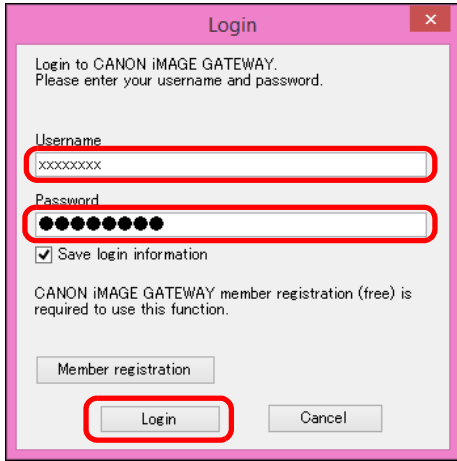 Login
Login to CANON iMAGE GATEWAY.
Please enter your username and password.
Username
xxxxxxxx
Password
●●●●●●●●
Save login information
CANON iMAGE GATEWAY member registration (free) is
required to use this function.
Member registration
Login
Cancel